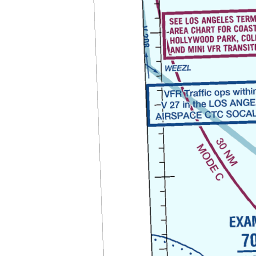 SEE LOS ANGELES TERM
AREA CHART FOR COAST
HOLLYWOOD PARK, COL
AND MINI VFR TRANSIT
V 208
WEEZL
VFR Traffic ops within
V 27 in the LOS ANGE
AIRSPACE CTC SOCAL
30 NM
MODE C
EXAM
70